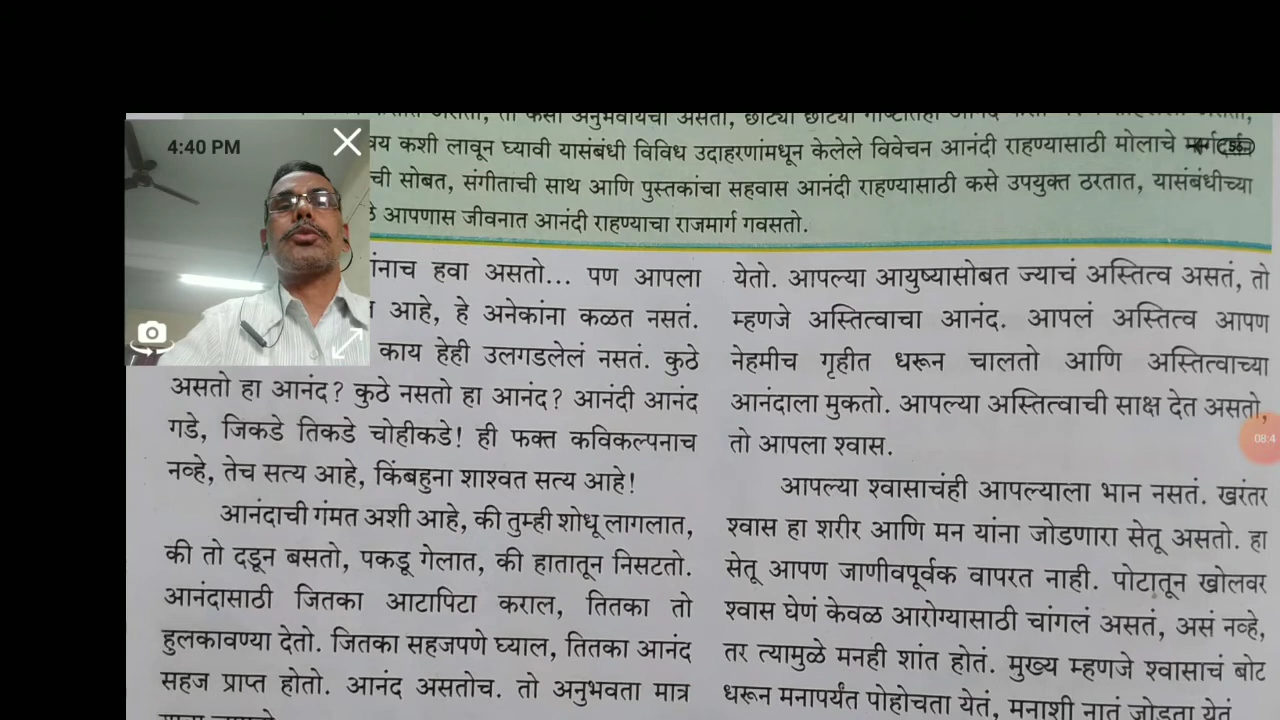 4:40 PM
छोट्या छोट्या
कशी लावून घ्यावी यासंबंधी विविध उदाहरणांमधून केलेले विवेचन आनंदी राहण्यासाठी मोलाचे
ची सोबत, संगीताची साथ आणि पुस्तकांचा सहवास आनंदी राहण्यासाठी कसे उपयुक्त ठरतात, यासंबंधीच्या
आपणास जीवनात आनंदी राहण्याचा राजमार्ग गवसतो.
ांनाच हवा असतो... पण आपला
आहे, हे अनेकांना कळत नसतं.
काय हेही उलगडलेलं नसतं. कुठे
असतो हा आनंद? कुठे नसतो हा आनंद? आनंदी आनंद
गडे, जिकडे तिकडे चोहीकडे! ही फक्त कविकल्पनाच
नव्हे, तेच सत्य आहे, किंबहुना शाश्वत सत्य आहे!
आनंदाची गंमत अशी आहे, की तुम्ही शोधू लागलात,
की तो दडून बसतो, पकडू गेलात, की हातातून निसटतो.
आनंदासाठी जितका आटापिटा कराल, तितका तो
हुलकावण्या देतो. जितका सहजपणे घ्याल, तितका आनंद
सहज प्राप्त होतो. आनंद असतोच. तो अनुभवता मात्र
येतो. आपल्या आयुष्यासोबत ज्याचं अस्तित्व असतं, तो
म्हणजे अस्तित्वाचा आनंद. आपलं अस्तित्व आपण
नेहमीच गृहीत धरून चालतो आणि अस्तित्वाच्या
आनंदाला मुकतो. आपल्या अस्तित्वाची साक्ष देत असतो,
तो आपला श्वास.
आपल्या श्वासाचंही आपल्याला भान नसतं. खरंतर
श्वास हा शरीर आणि मन यांना जोडणारा सेतू असतो. हा
सेतू आपण जाणीवपूर्वक वापरत नाही. पोटातून खोलवर
श्वास घेणं केवळ आरोग्यासाठी चांगलं असतं, असं नव्हे,
तर त्यामुळे मनही शांत होतं. मुख्य म्हणजे श्वासाचं बोट
धरून मनापर्यंत पोहोचता येतं, मनाशी नातं जोडता येतं
08:4